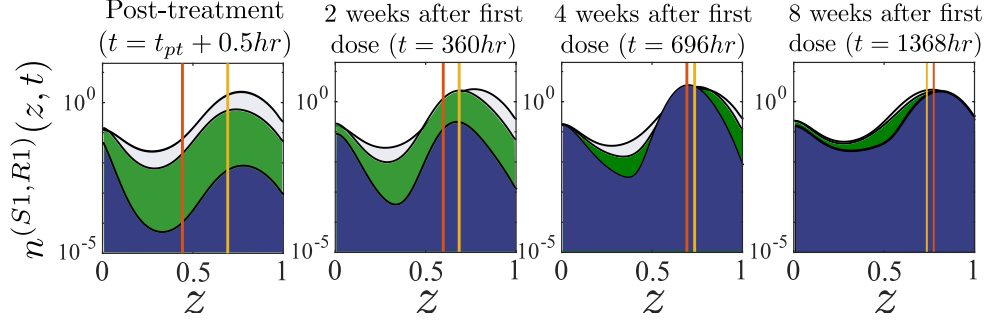 Post-treatment
(t = t_pt + 0.5hr)
2 weeks after first
dose (t = 360hr)
4 weeks after first
dose (t = 696hr)
8 weeks after first
dose (t = 1368hr)
n^(S1,R1)(z, t)
10^0
10^-5
0
0.5
1
z
10^0
10^-5
0
0.5
1
z
10^0
10^-5
0
0.5
1
z
10^0
10^-5
0
0.5
1
z